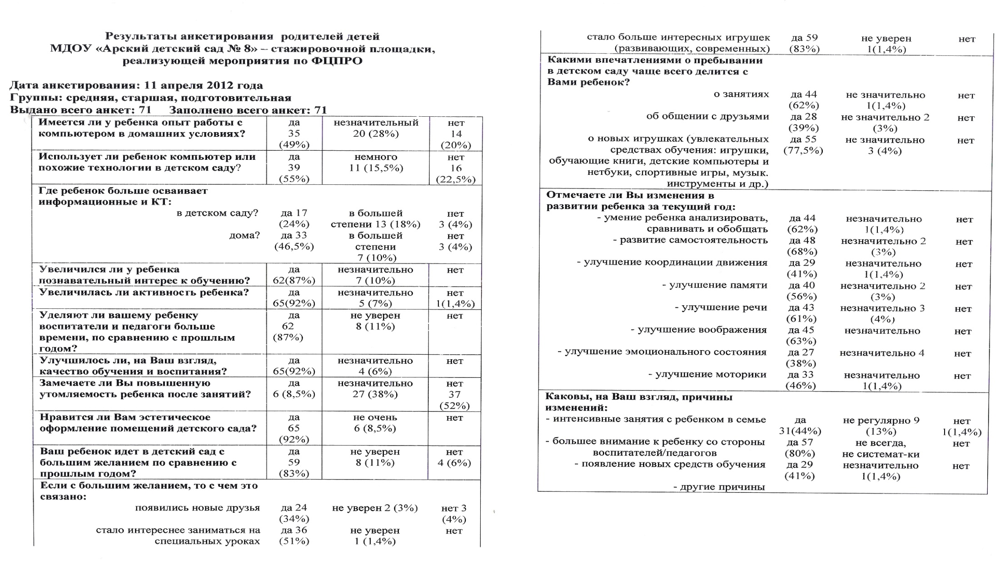 Результаты анкетирования родителей детей
МДОУ «Арский детский сад № 8» – стажировочной площадки,
реализующей мероприятия по ФЦПРО
Дата анкетирования: 11 апреля 2012 года
Группы: средняя, старшая, подготовительная
Выдано всего анкет: 71 Заполнено всего анкет: 71
Имеется ли у ребенка опыт работы с да незначительный нет
компьютером в домашних условиях? 35 20 (28%) 14
(49%) (20%)
Использует ли ребенок компьютер или да немного нет
похожие технологии в детском саду? 39 11 (15,5%) 16
(55%) (22,5%)
Где ребенок больше осваивает
информационные и КТ:
в детском саду? да 17 в большей нет
(24%) степени 13 (18%) 3 (4%)
дома? да 33 в большей нет
(46,5%) степени 3 (4%)
7 (10%)
Увеличился ли у ребенка да незначительно нет
познавательный интерес к обучению? 62(87%) 7 (10%)
Увеличилась ли активность ребенка? да незначительно нет
65(92%) 5 (7%) 1(1,4%)
Уделяют ли вашему ребенку да не уверен нет
воспитатели и педагоги больше 62 8 (11%)
времени, по сравнению с прошлым (87%)
годом?
Улучшилось ли, на Ваш взгляд, да незначительно нет
качество обучения и воспитания? 65(92%) 4 (6%)
Замечаете ли Вы повышенную да незначительно нет
утомляемость ребенка после занятий? 6 (8,5%) 27 (38%) 37
(52%)
Нравится ли Вам эстетическое да не очень нет
оформление помещений детского сада? 65 6 (8,5%)
(92%)
Ваш ребенок идет в детский сад с да не уверен нет
большим желанием по сравнению с 59 8 (11%) 4 (6%)
прошлым годом? (83%)
Если с большим желанием, то с чем это
связано:
появились новые друзья да 24 не уверен 2 (3%) нет 3
(34%) (4%)
стало интереснее заниматься на да 36 не уверен нет
специальных уроках (51%) 1 (1,4%)
стало больше интересных игрушек да 59 не уверен нет
(развивающих, современных) (83%) 1(1,4%)
Какими впечатлениями о пребывании
в детском саду чаще всего делится с
Вами ребенок?
о занятиях да 44 не значительно нет
(62%) 1(1,4%)
об общении с друзьями да 28 не значительно 2 нет
(39%) (3%)
о новых игрушках (увлекательных да 55 не значительно нет
средствах обучения: игрушки, (77,5%) 3 (4%)
обучающие книги, детские компьютеры и
нетбуки, спортивные игры, музык.
инструменты и др.)
Отмечаете ли Вы изменения в
развитии ребенка за текущий год:
- умение ребенка анализировать, да 44 незначительно нет
сравнивать и обобщать (62%) 1(1,4%)
- развитие самостоятельность да 48 незначительно 2 нет
(68%) (3%)
- улучшение координации движения да 29 незначительно нет
(41%) 1(1,4%)
- улучшение памяти да 40 незначительно 2 нет
(56%) (3%)
- улучшение речи да 43 незначительно 3 нет
(61%) (4%)
- улучшение воображения да 45 незначительно нет
(63%)
- улучшение эмоционального состояния да 27 незначительно 4 нет
(38%)
- улучшение моторики да 33 незначительно нет
(46%) 1(1,4%)
Каковы, на Ваш взгляд, причины
изменений:
- интенсивные занятия с ребенком в семье да не регулярно 9 нет
31(44%) (13%) 1(1,4%)
- большее внимание к ребенку со стороны да 57 не всегда, нет
воспитателей/педагогов (80%) не системат-ки
- появление новых средств обучения да 29 незначительно нет
(41%) 1(1,4%)
- другие причины